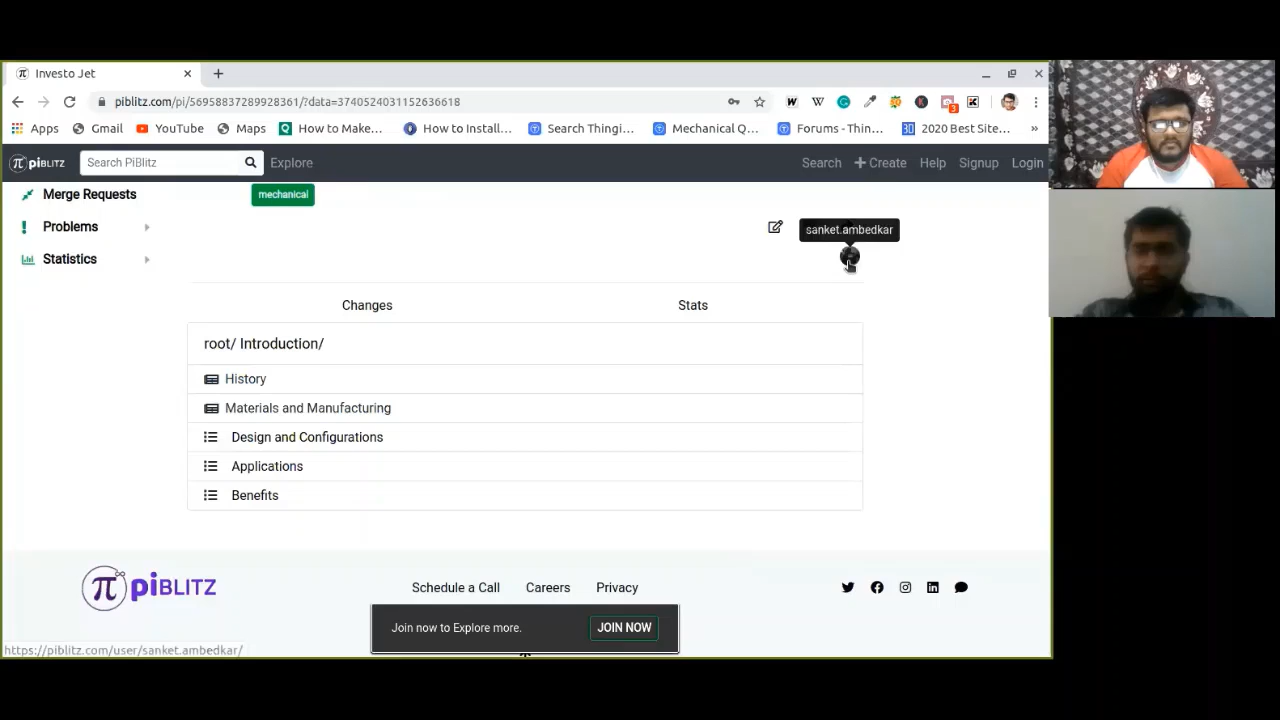 Investo Jet
piblitz.com/pi/56958837289928361/?data=3740524031152636618
Apps Gmail YouTube Maps How to Make... How to Install... Search Thingi... Mechanical Q... Forums - Thin... 2020 Best Site... »
piBLITZ Search PiBlitz Explore Search + Create Help Signup Login
Merge Requests
mechanical
Problems
sanket.ambedkar
Statistics
Changes Stats
root/ Introduction/
History
Materials and Manufacturing
Design and Configurations
Applications
Benefits
π∞ piBLITZ
Schedule a Call Careers Privacy
Join now to Explore more. JOIN NOW
https://piblitz.com/user/sanket.ambedkar/